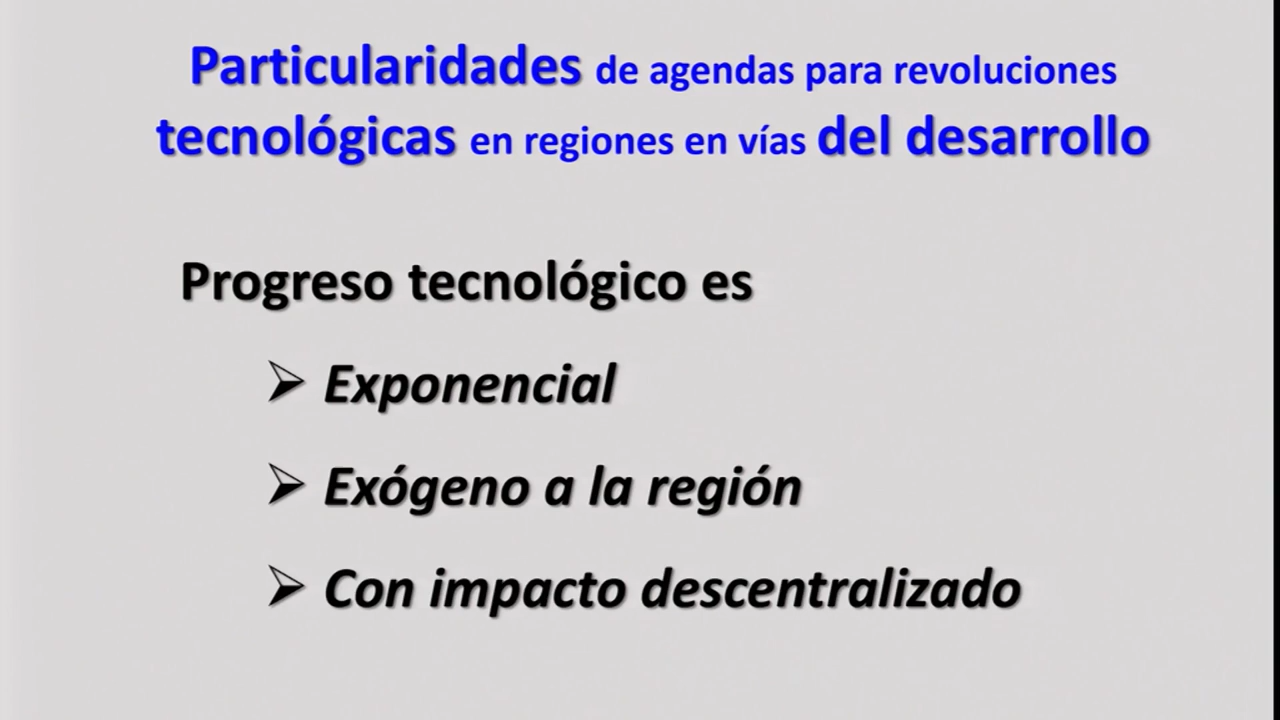 Particularidades de agendas para revoluciones
tecnológicas en regiones en vías del desarrollo
Progreso tecnológico es
➢ Exponencial
➢ Exógeno a la región
➢ Con impacto descentralizado